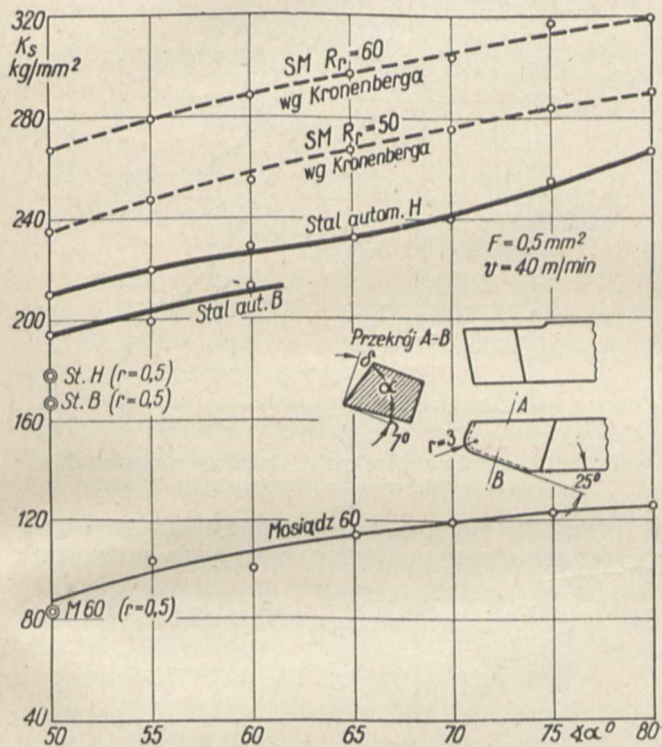 320
Ks
kg/mm²
280
240
200
160
120
80
40
50
55
60
65
70
75
∡α°
80
SM Rr=60
wg Kronenberga
SM Rr=50
wg Kronenberga
Stal autom. H
F=0,5 mm²
v=40 m/min
Stal aut. B
Przekrój A-B
δ
α
7°
A
r=3
B
25°
St. H (r=0,5)
St. B (r=0,5)
Mosiądz 60
M 60 (r=0,5)